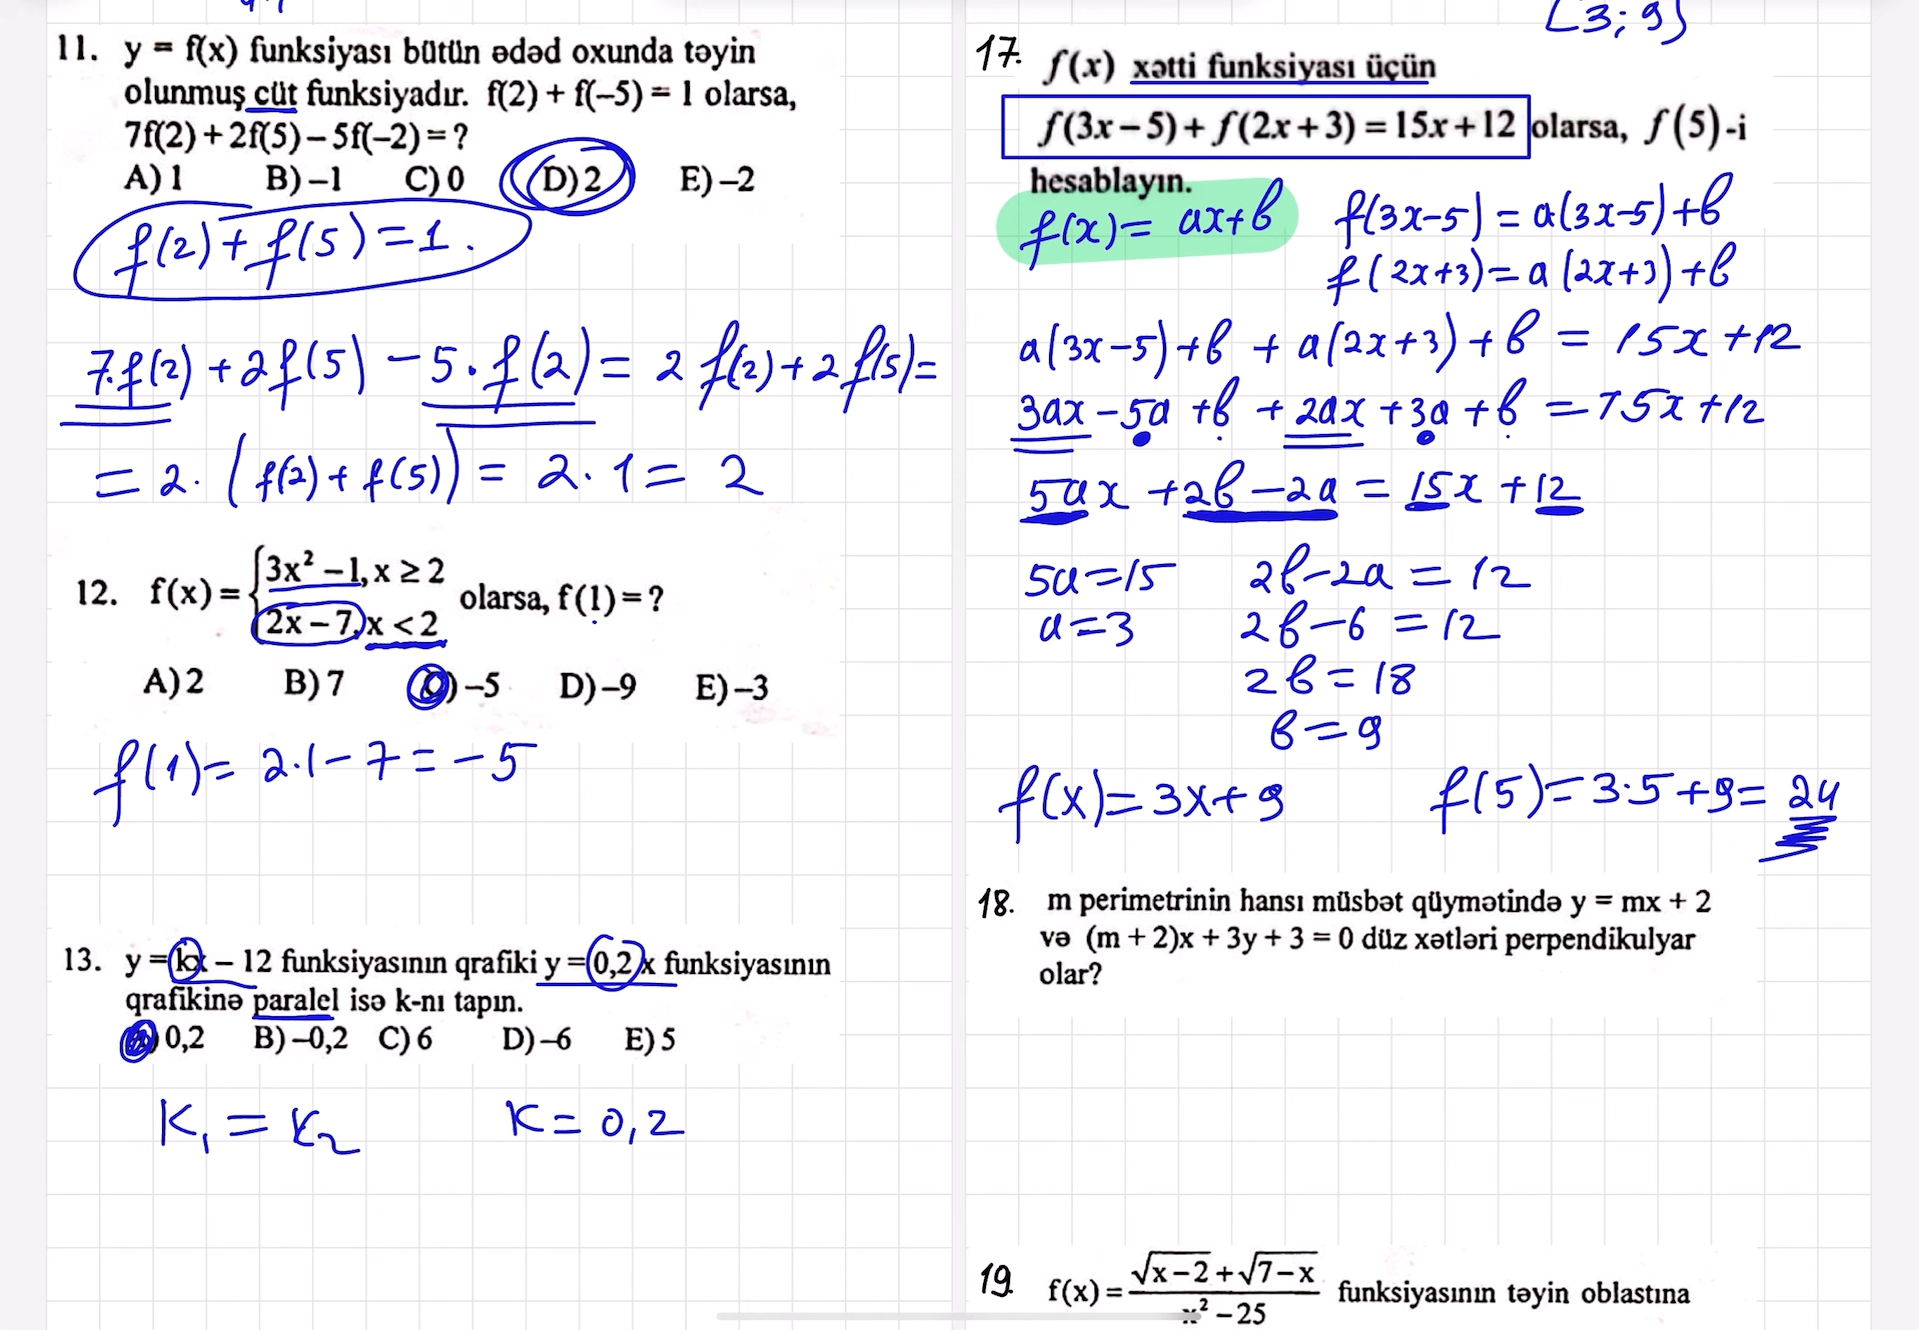 11. y = f(x) funksiyası bütün ədəd oxunda təyin
olunmuş cüt funksiyadır. f(2) + f(–5) = 1 olarsa,
7f(2) + 2f(5) – 5f(–2) = ?
A) 1 B) –1 C) 0 D) 2 E) –2
f(2) + f(5) = 1.
7.f(2) + 2f(5) – 5.f(2) = 2 f(2) + 2 f(5) =
= 2. (f(2) + f(5)) = 2.1 = 2
12. f(x) = {3x² – 1, x ≥ 2
2x – 7, x < 2
olarsa, f(1) = ?
A) 2 B) 7 C) –5 D) –9 E) –3
f(1) = 2.1 – 7 = –5
13. y = kx – 12 funksiyasının qrafiki y = 0,2x funksiyasının
qrafikinə paralel isə k-nı tapın.
A) 0,2 B) –0,2 C) 6 D) –6 E) 5
K₁ = K₂ K = 0,2
[3; 9)
17. f(x) xətti funksiyası üçün
f(3x – 5) + f(2x + 3) = 15x + 12 olarsa, f(5)-i
hesablayın.
f(x) = ax + b f(3x–5) = a(3x–5) + b
f(2x+3) = a(2x+3) + b
a(3x–5) + b + a(2x+3) + b = 15x + 12
3ax – 5a + b + 2ax + 3a + b = 15x + 12
5ax + 2b – 2a = 15x + 12
5a = 15 2b – 2a = 12
a = 3 2b – 6 = 12
2b = 18
b = 9
f(x) = 3x + 9 f(5) = 3.5 + 9 = 24
18. m perimetrinin hansı müsbət qüymətində y = mx + 2
və (m + 2)x + 3y + 3 = 0 düz xətləri perpendikulyar
olar?
19. f(x) = (√x – 2 + √7 – x) / (x² – 25) funksiyasının təyin oblastına